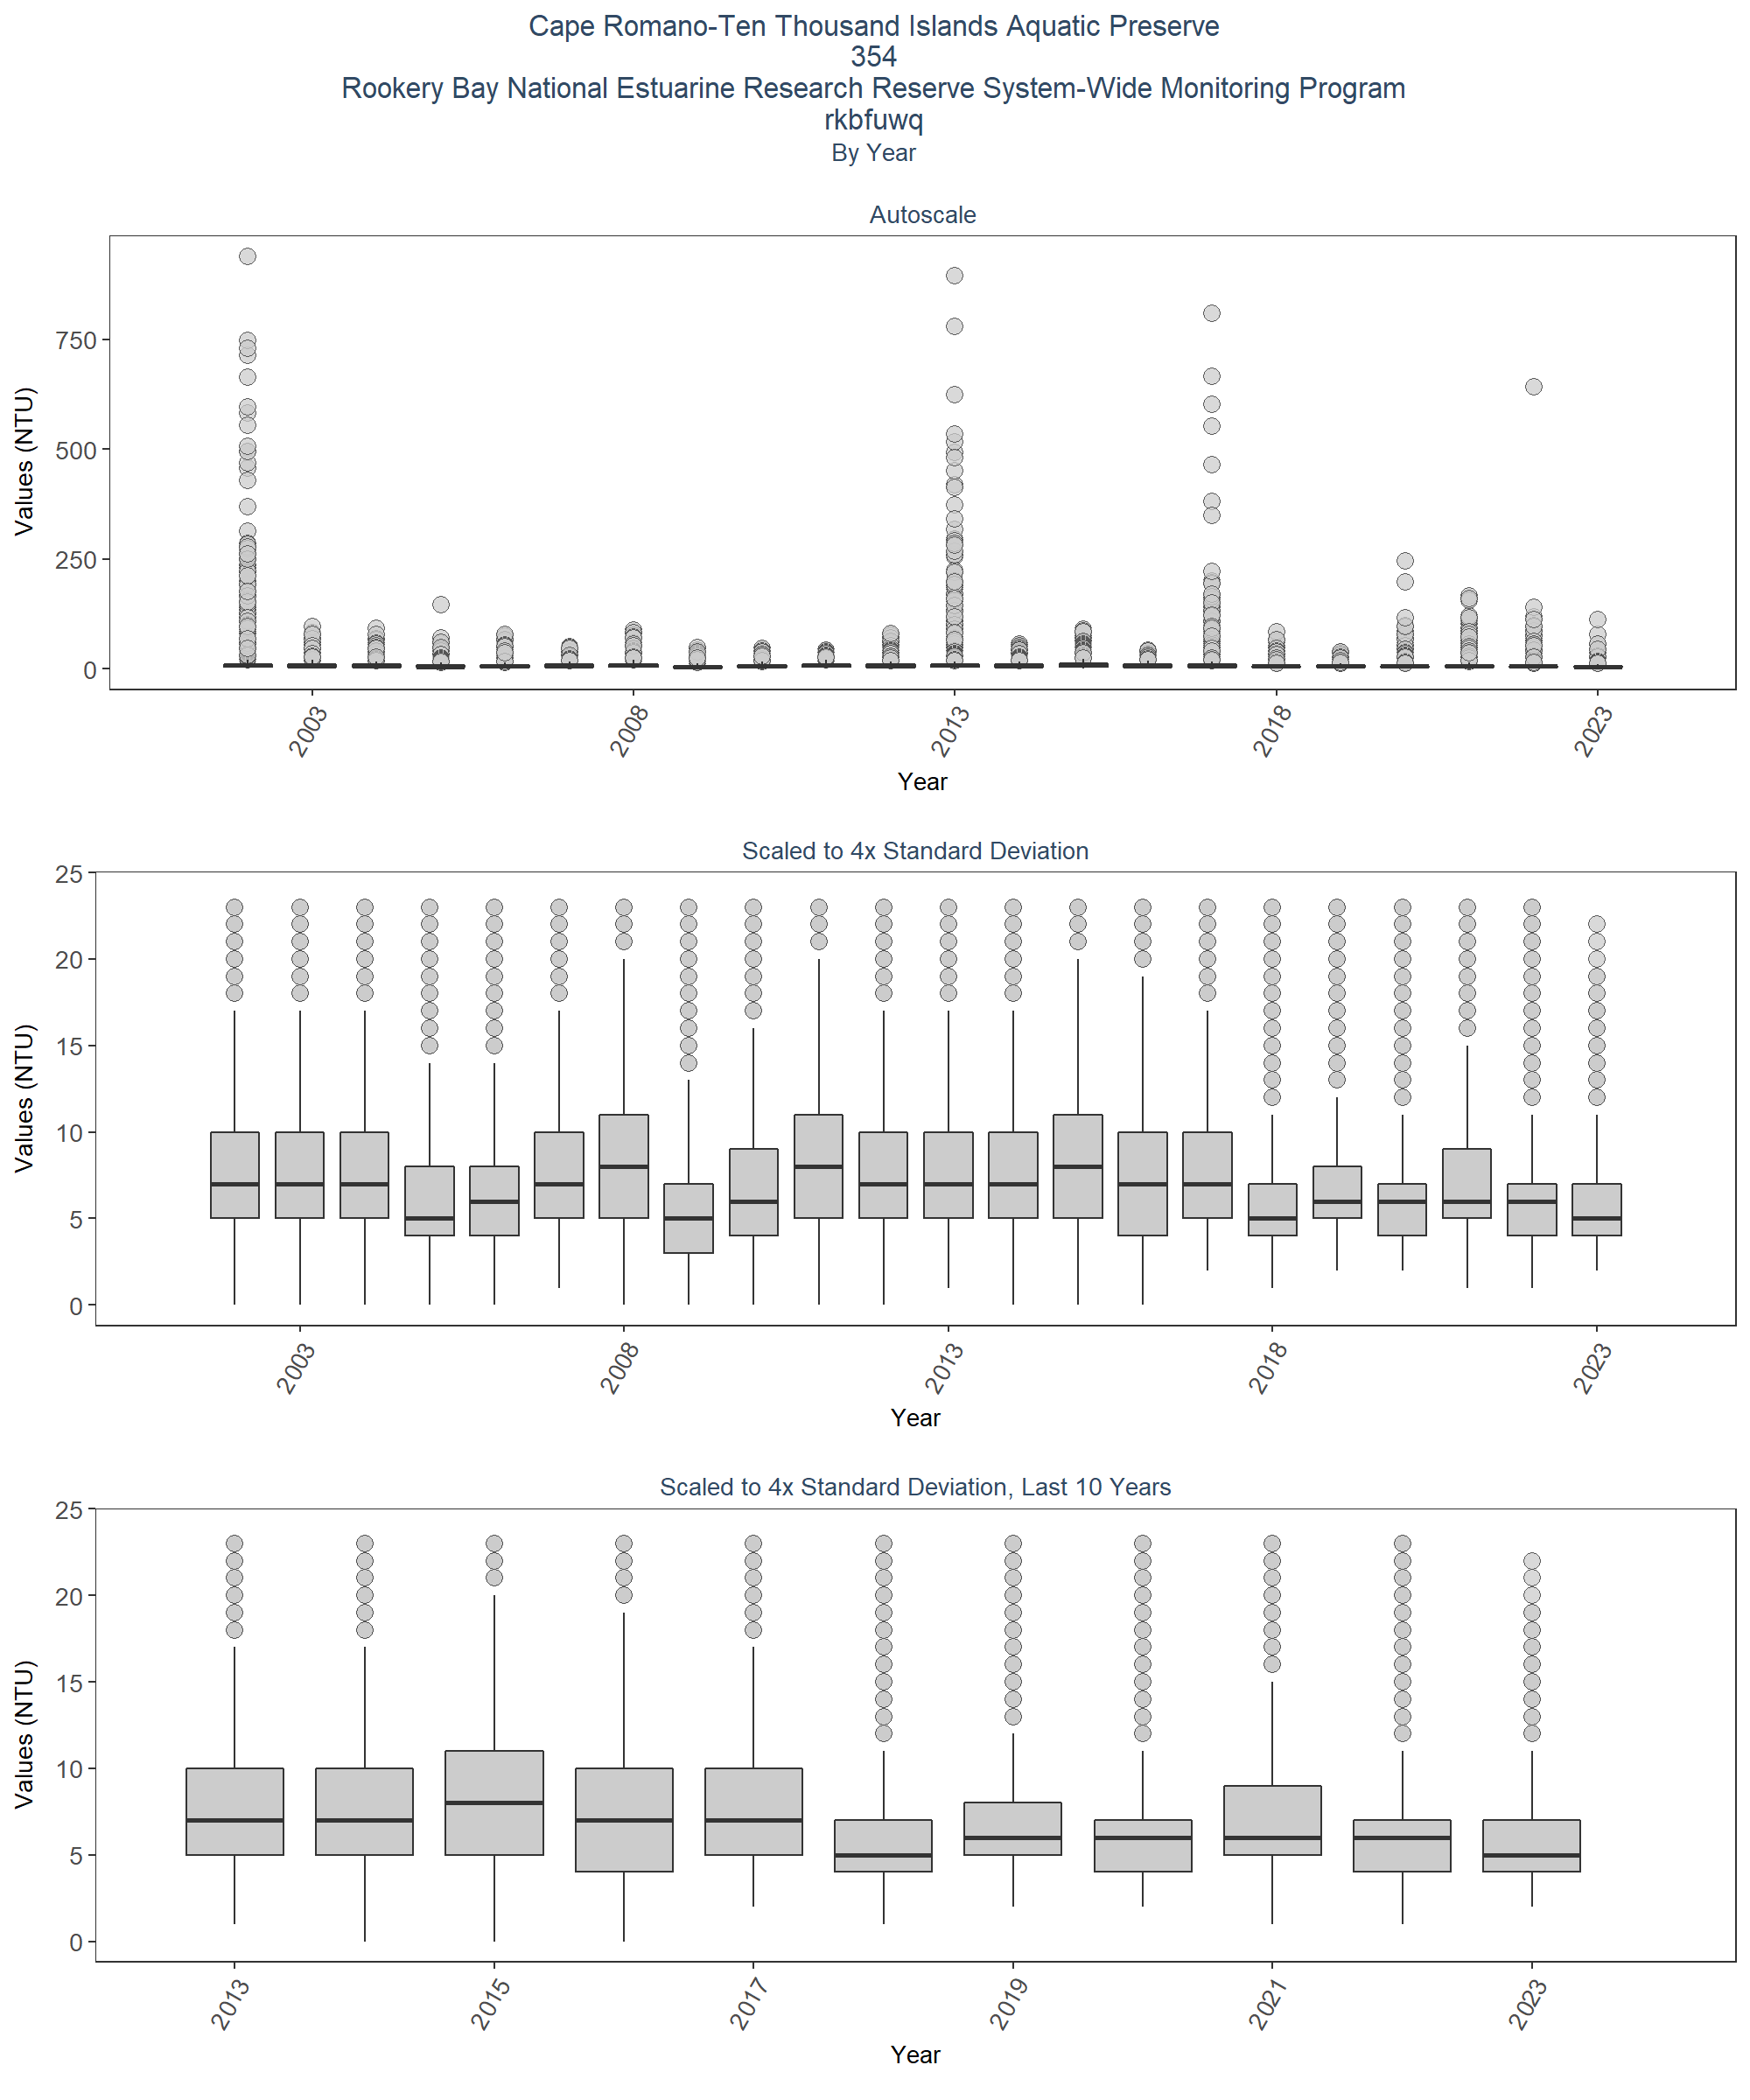 Cape Romano-Ten Thousand Islands Aquatic Preserve
354
Rookery Bay National Estuarine Research Reserve System-Wide Monitoring Program
rkbfuwq
By Year
Autoscale
Values (NTU)
750
500
250
0
2003
2008
2013
2018
2023
Year
Scaled to 4x Standard Deviation
Values (NTU)
25
20
15
10
5
0
2003
2008
2013
2018
2023
Year
Scaled to 4x Standard Deviation, Last 10 Years
Values (NTU)
25
20
15
10
5
0
2013
2015
2017
2019
2021
2023
Year